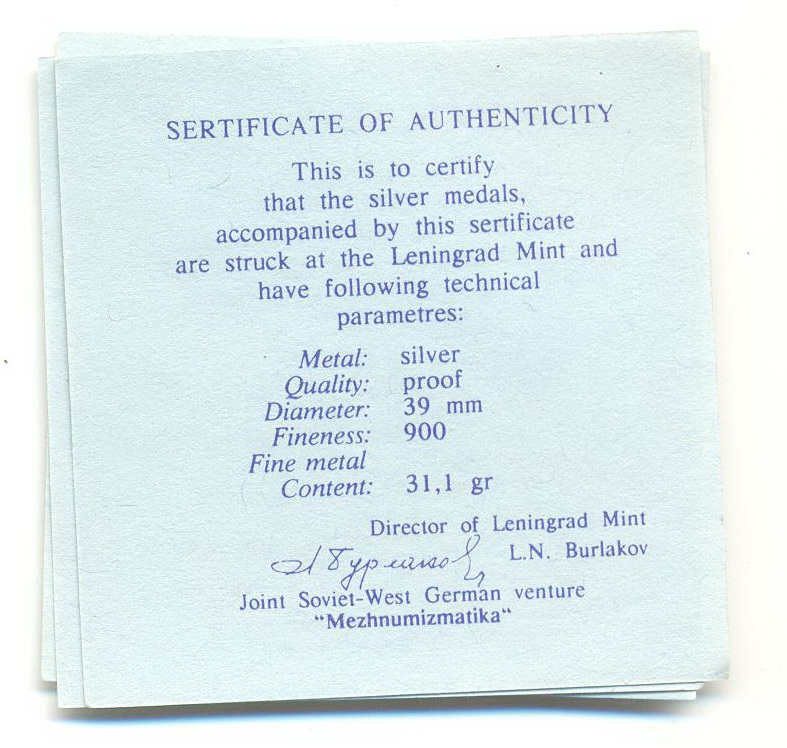 SERTIFICATE OF AUTHENTICITY
This is to certify
that the silver medals,
accompanied by this sertificate
are struck at the Leningrad Mint and
have following technical
parametres:
Metal: silver
Quality: proof
Diameter: 39 mm
Fineness: 900
Fine metal
Content: 31,1 gr
Director of Leningrad Mint
L.N. Burlakov
Joint Soviet-West German venture
“Mezhnumizmatika“